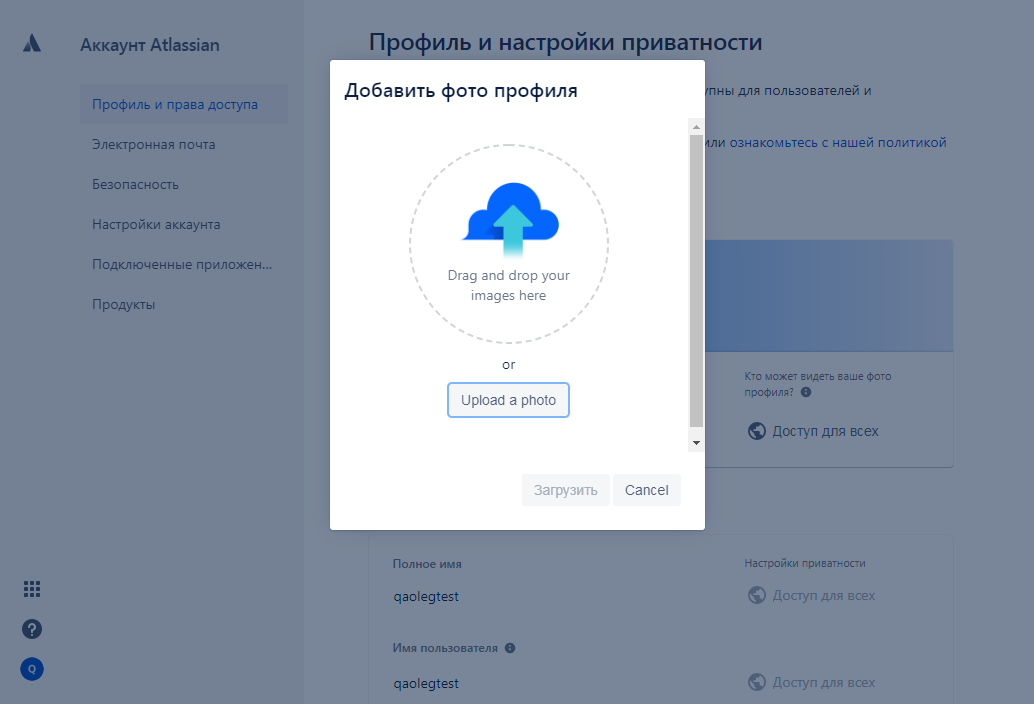 Аккаунт Atlassian
Профиль и права доступа
Электронная почта
Безопасность
Настройки аккаунта
Подключенные приложен...
Продукты
Q
Профиль и настройки приватности
для пользователей и
или ознакомьтесь с нашей политикой
Добавить фото профиля
Drag and drop your
images here
or
Upload a photo
Загрузить
Cancel
Кто может видеть ваше фото
профиля?
Доступ для всех
Полное имя
Настройки приватности
qaolegtest
Доступ для всех
Имя пользователя
qaolegtest
Доступ для всех